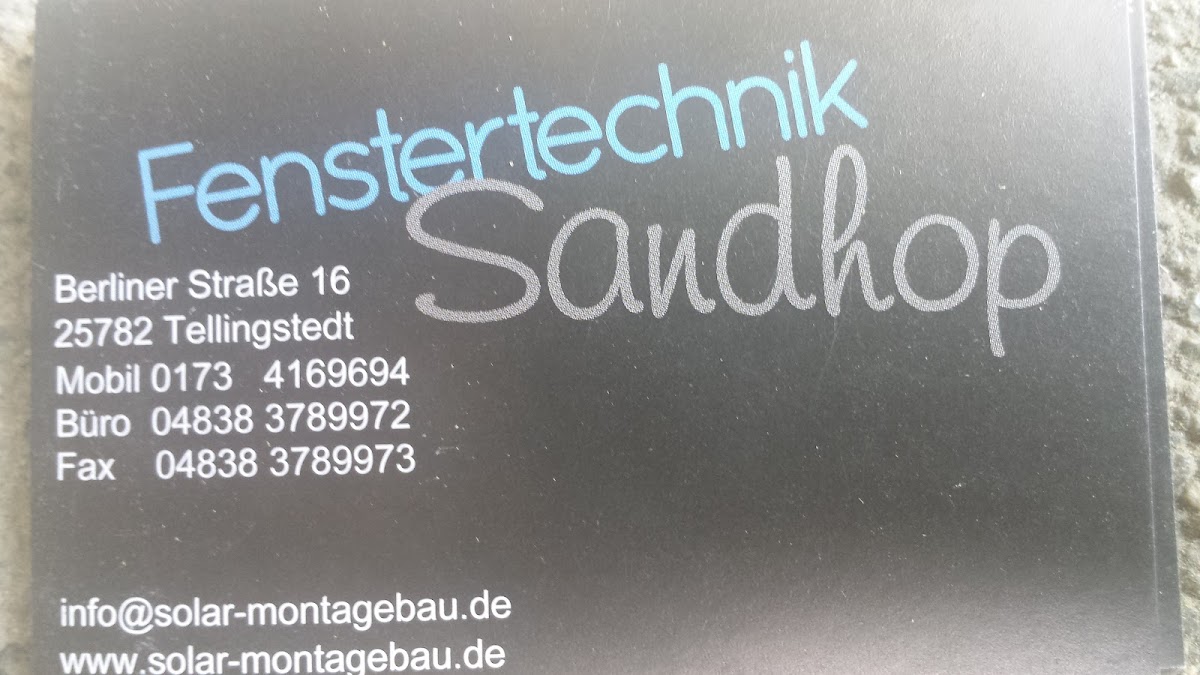 Fenstertechnik
Sandhop
Berliner Straße 16
25782 Tellingstedt
Mobil 0173 4169694
Büro 04838 3789972
Fax 04838 3789973
info@solar-montagebau.de
www.solar-montagebau.de